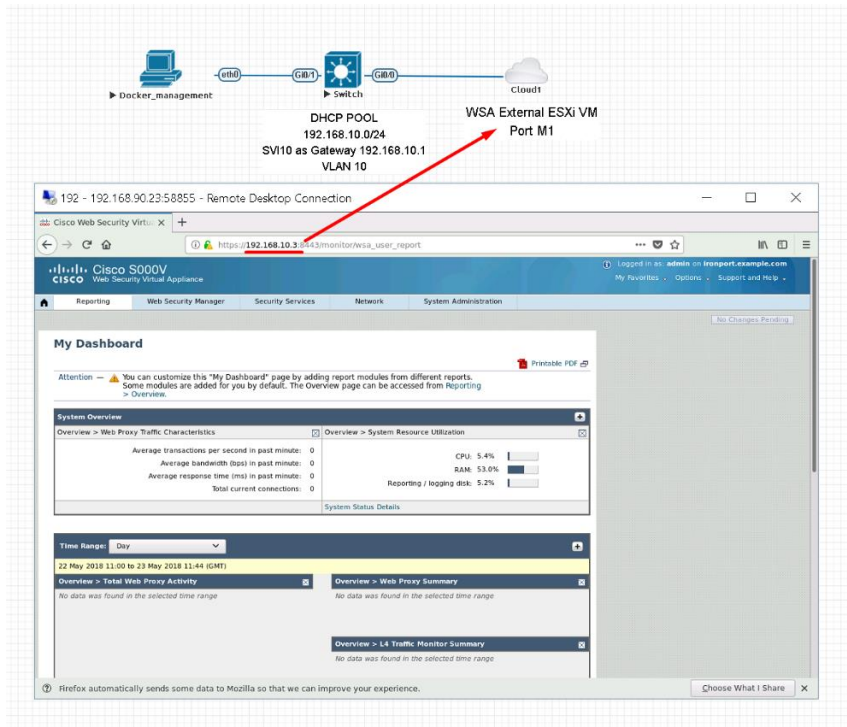 eth0
Gi0/1
Gi0/0
Docker_management
Switch
Cloud1
DHCP POOL
192.168.10.0/24
SVI10 as Gateway 192.168.10.1
VLAN 10
WSA External ESXi VM
Port M1
192 - 192.168.90.23:58855 - Remote Desktop Connection
Cisco Web Security Virtu
https://192.168.10.3:8443/monitor/wsa_user_report
Logged in as: admin on ironport.example.com
cisco Cisco S000V
Web Security Virtual Appliance
My Favorites Options Support and Help
Reporting Web Security Manager Security Services Network System Administration
No Changes Pending
My Dashboard
Printable PDF
Attention — You can customize this "My Dashboard" page by adding report modules from different reports.
Some modules are added for you by default. The Overview page can be accessed from Reporting
> Overview.
System Overview
Overview > Web Proxy Traffic Characteristics
Average transactions per second in past minute: 0
Average bandwidth (bps) in past minute: 0
Average response time (ms) in past minute: 0
Total current connections: 0
Overview > System Resource Utilization
CPU: 5.4%
RAM: 53.0%
Reporting / logging disk: 5.2%
System Status Details
Time Range: Day
22 May 2018 11:00 to 23 May 2018 11:44 (GMT)
Overview > Total Web Proxy Activity
No data was found in the selected time range
Overview > Web Proxy Summary
No data was found in the selected time range
Overview > L4 Traffic Monitor Summary
No data was found in the selected time range
Firefox automatically sends some data to Mozilla so that we can improve your experience.
Choose What I Share